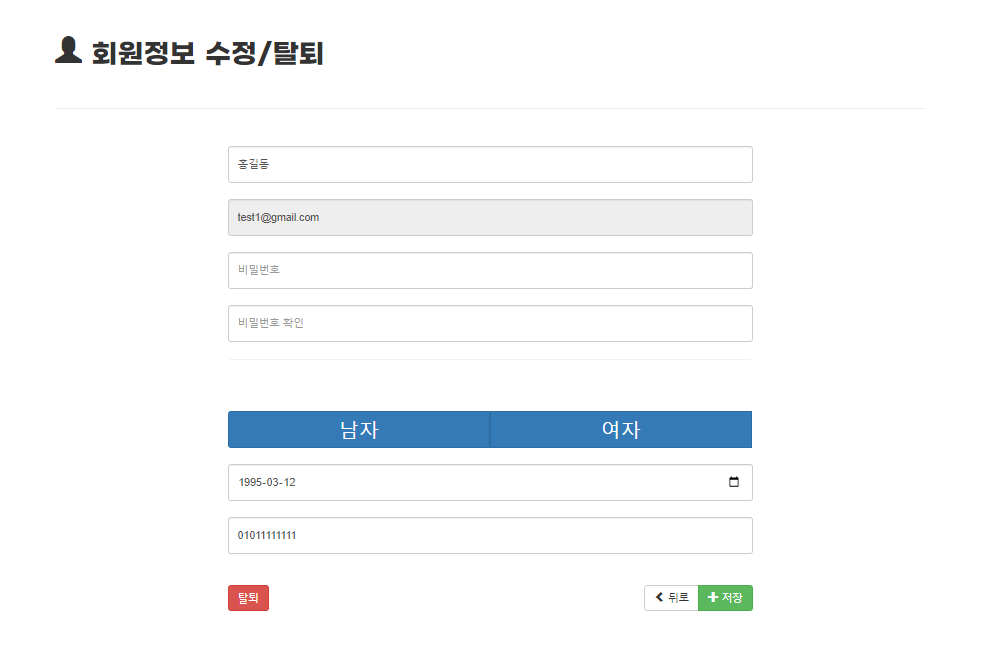 회원정보 수정/탈퇴
홍길동
test1@gmail.com
비밀번호
비밀번호 확인
남자 여자
1995-03-12
01011111111
탈퇴 뒤로 저장